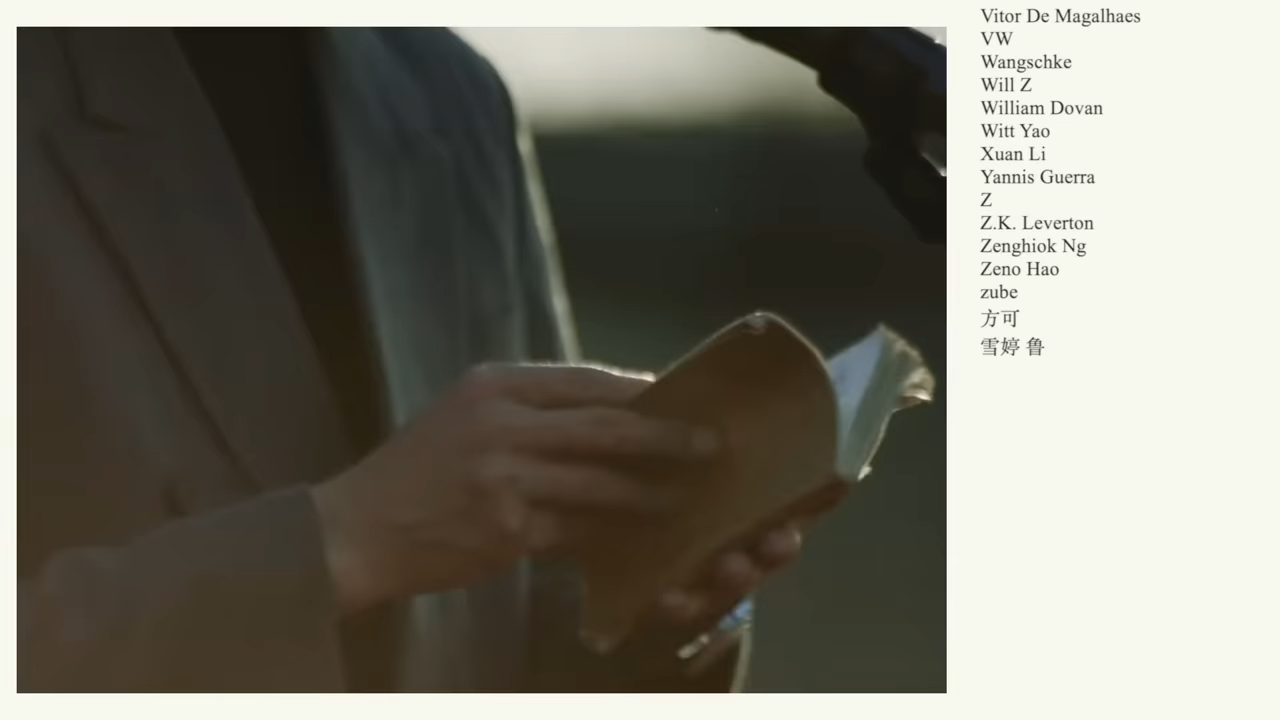 Vitor De Magalhaes
VW
Wangschke
Will Z
William Dovan
Witt Yao
Xuan Li
Yannis Guerra
Z
Z.K. Leverton
Zenghiok Ng
Zeno Hao
zube
方可
雪婷 鲁